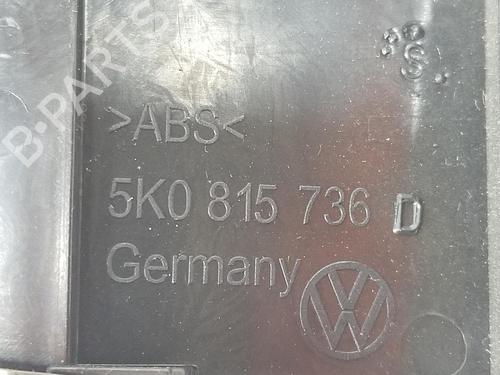 B-PARTS
>ABS<
5K0 815 736 D
Germany